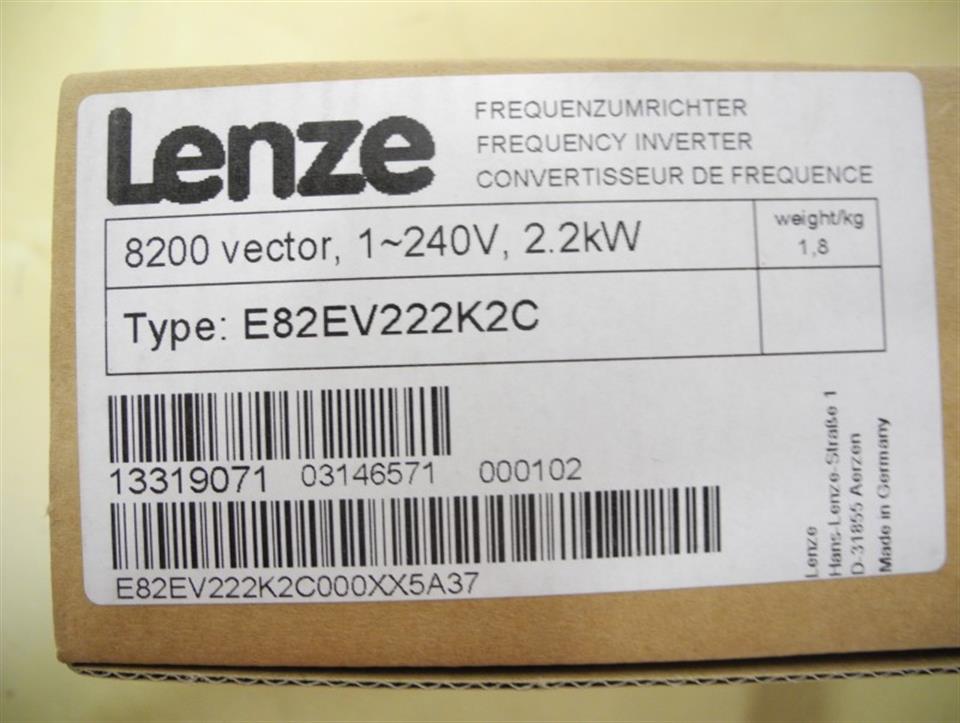 Lenze
FREQUENZUMRICHTER
FREQUENCY INVERTER
CONVERTISSEUR DE FREQUENCE
8200 vector, 1~240V, 2.2kW
weight/kg
1,8
Type: E82EV222K2C
13319071 03146571 000102
E82EV222K2C000XX5A37
Lenze
Hans-Lenze-Straße 1
D-31855 Aerzen
Made in Germany